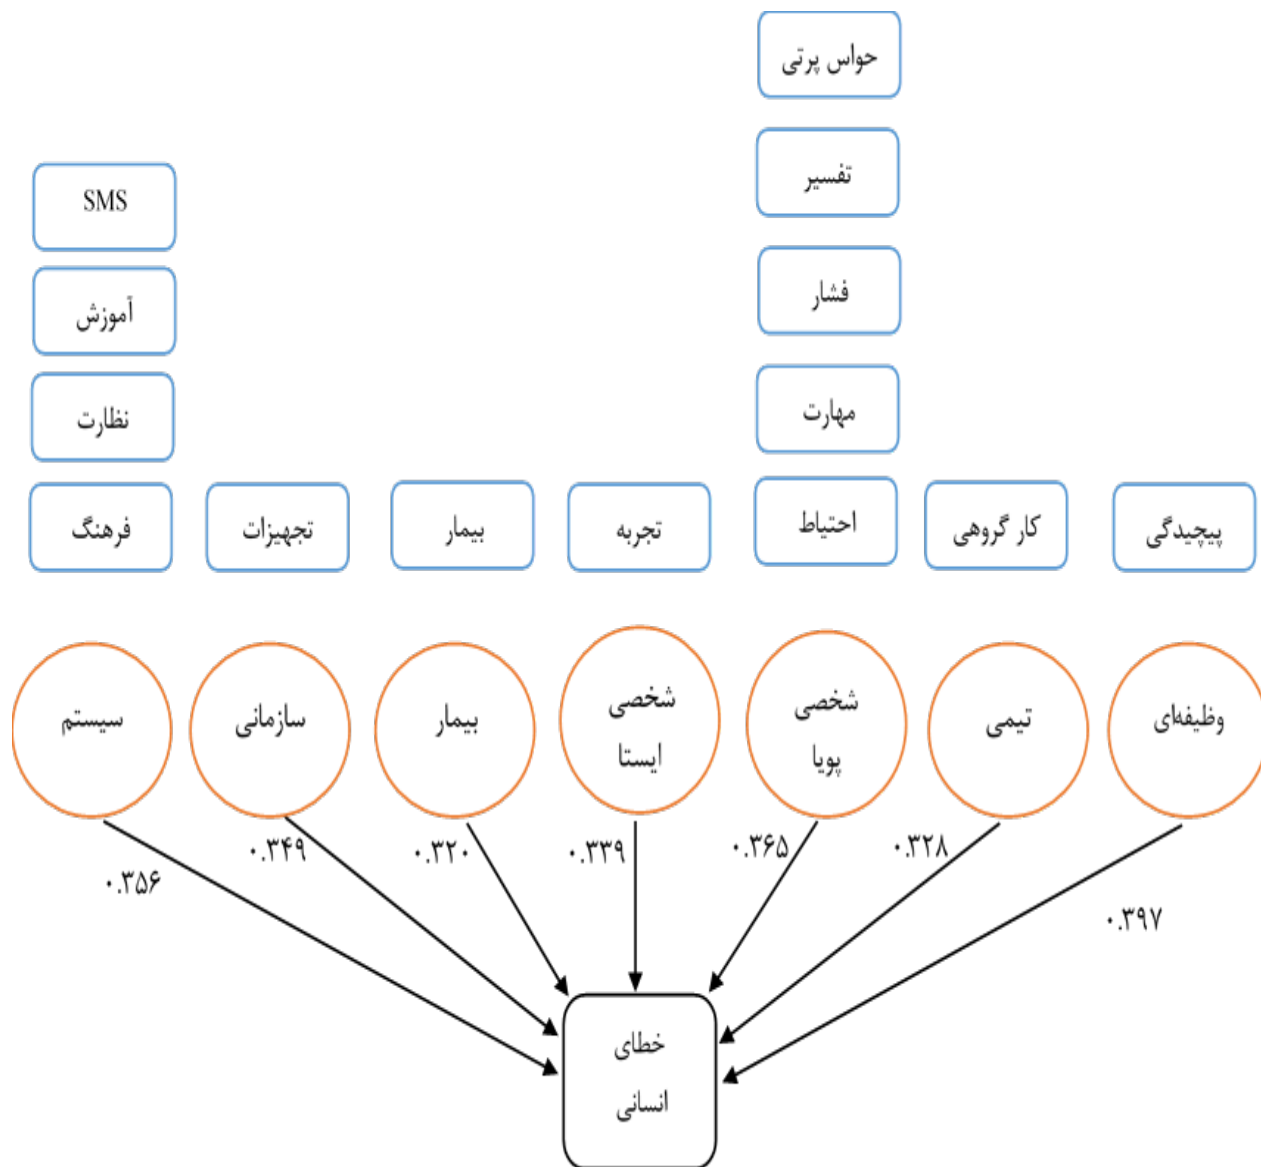 حواس پرتی
تفسیر
SMS
فشار
آموزش
مهارت
نظارت
پیچیدگی
کار گروهی
احتیاط
تجربه
بیمار
تجهیزات
فرهنگ
وظیفه‌ای
تیمی
شخصی
پویا
شخصی
ایستا
بیمار
سازمانی
سیستم
۰.۳۹۷
۰.۳۲۸
۰.۳۶۵
۰.۳۳۹
۰.۳۲۰
۰.۳۴۹
۰.۳۵۶
خطای
انسانی